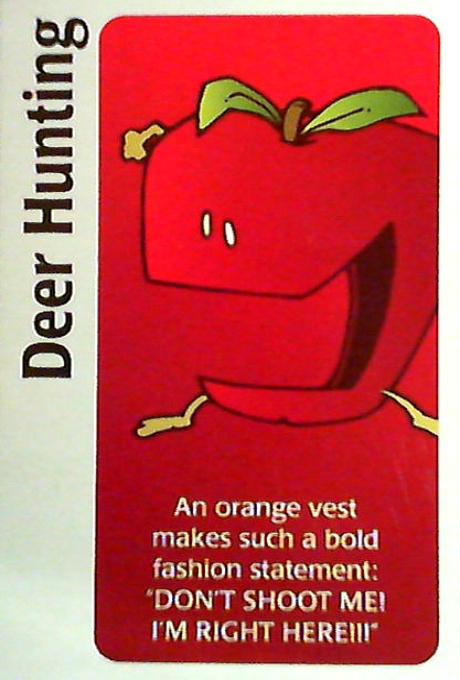 Deer Hunting
An orange vest
makes such a bold
fashion statement:
"DON'T SHOOT ME!
I'M RIGHT HERE!!!"